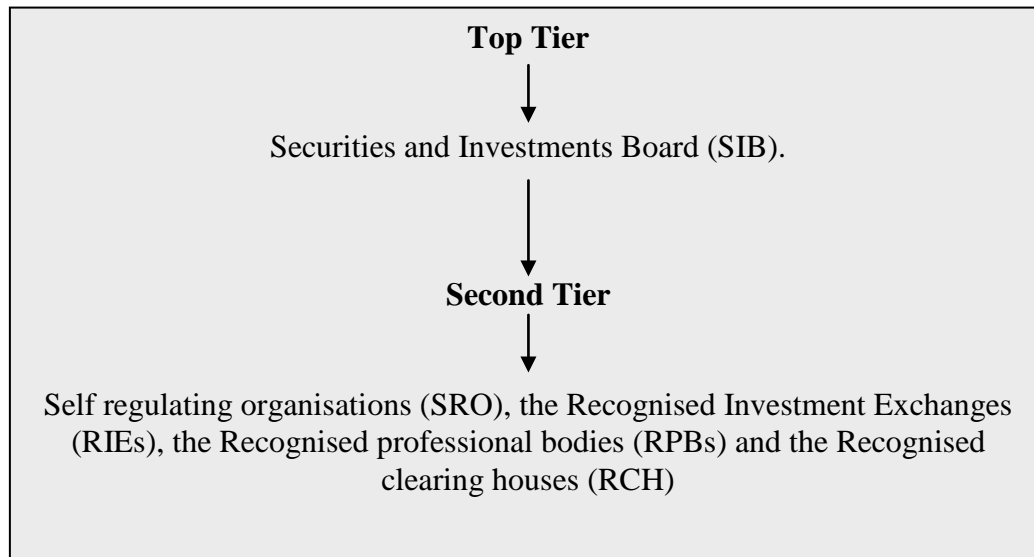 Top Tier
Securities and Investments Board (SIB).
Second Tier
Self regulating organisations (SRO), the Recognised Investment Exchanges
(RIEs), the Recognised professional bodies (RPBs) and the Recognised
clearing houses (RCH)